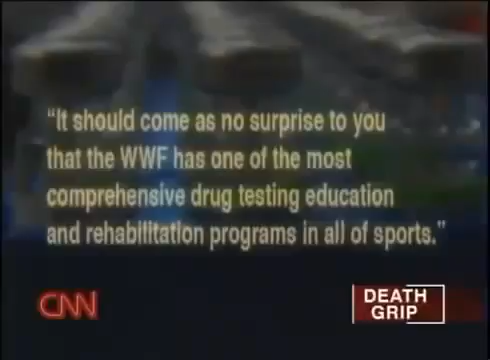 “It should come as no surprise to you
that the WWF has one of the most
comprehensive drug testing education
and rehabilitation programs in all of sports.”
CNN
DEATH
GRIP